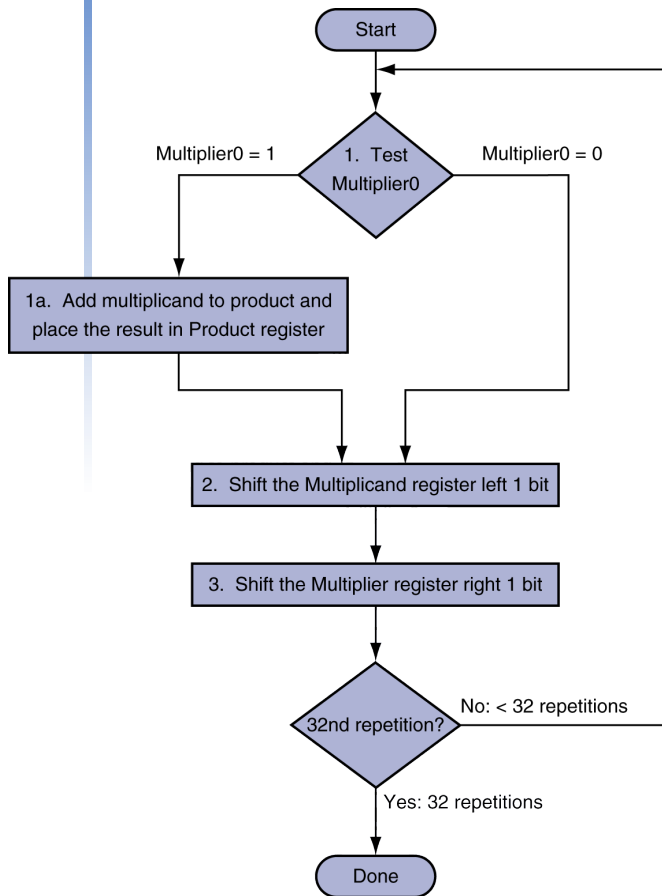 Start
Multiplier0 = 1
1. Test
Multiplier0
Multiplier0 = 0
1a. Add multiplicand to product and
place the result in Product register
2. Shift the Multiplicand register left 1 bit
3. Shift the Multiplier register right 1 bit
32nd repetition?
No: < 32 repetitions
Yes: 32 repetitions
Done